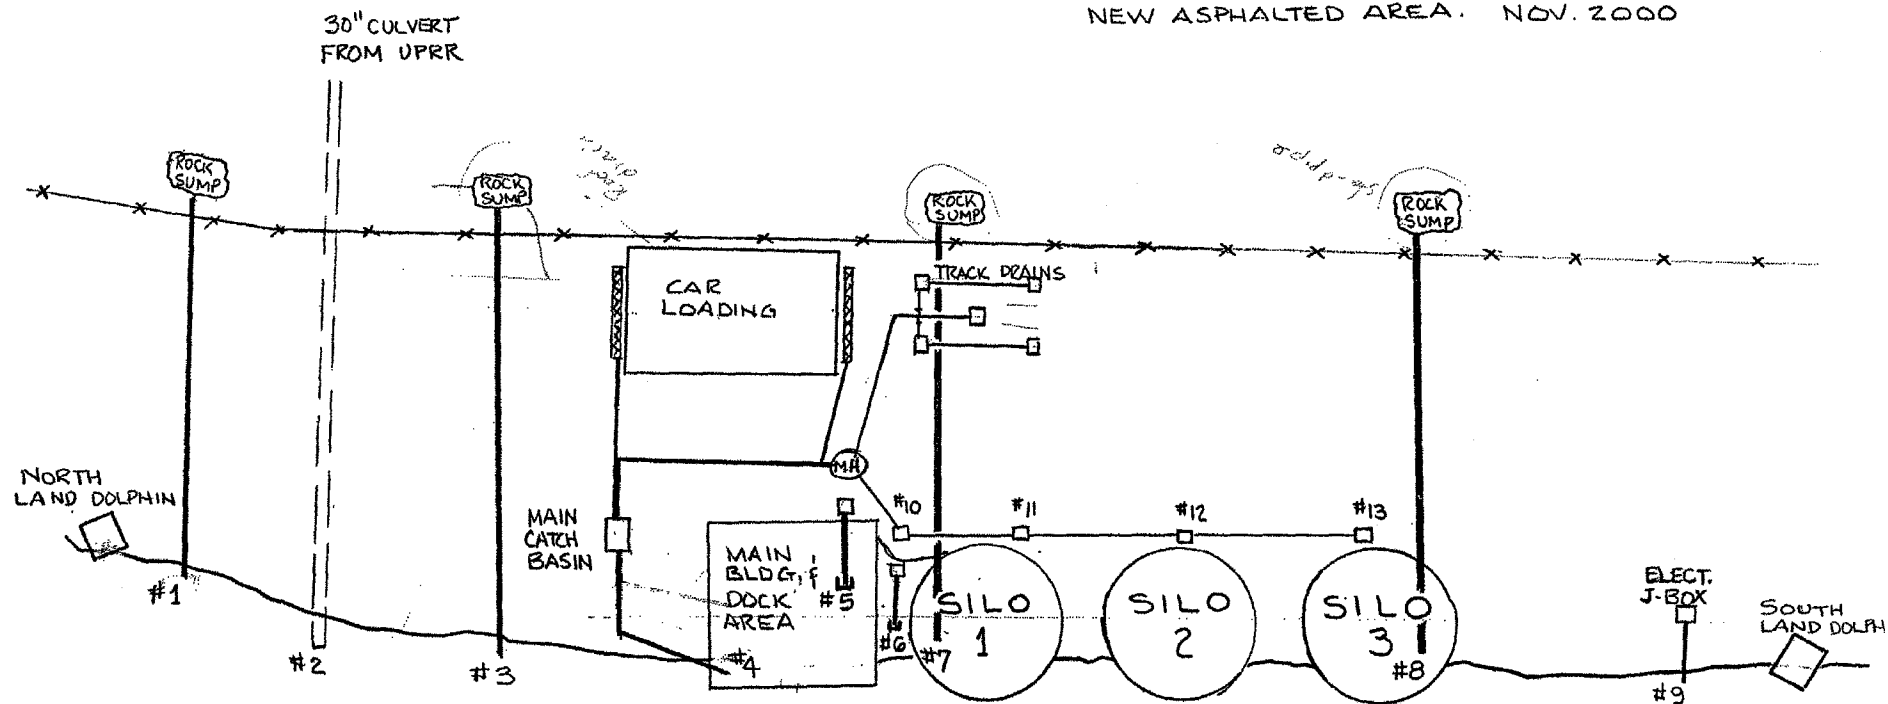 NEW ASPHALTED AREA. NOV. 2000
30" CULVERT
FROM UPRR
ROCK
SUMP
ROCK
SUMP
ROCK
SUMP
ROCK
SUMP
TRACK DRAINS
CAR
LOADING
M.H
NORTH
LAND DOLPHIN
MAIN
CATCH
BASIN
#10
#11
#12
#13
MAIN
BLDG, &
DOCK
AREA
#1
#2
#3
#4
#5
#6
#7
SILO
1
SILO
2
SILO
3
#8
ELECT.
J-BOX
#9
SOUTH
LAND DOLPH